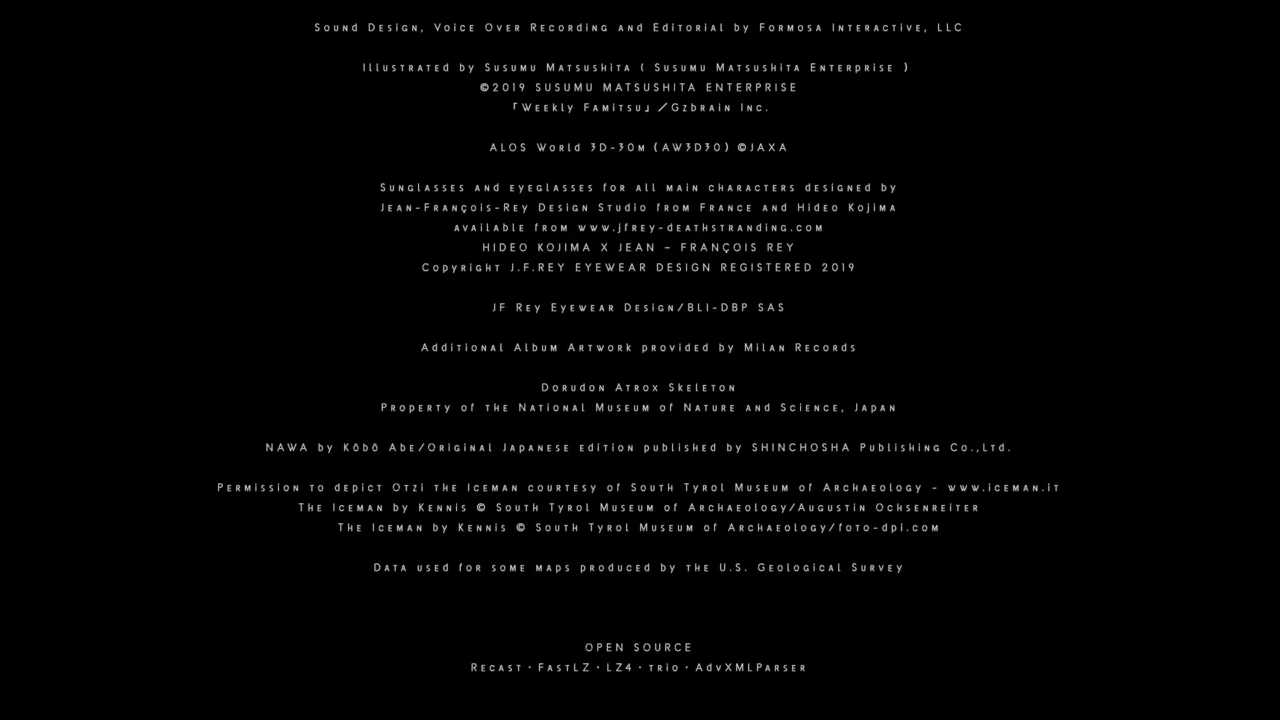 Sound Design, Voice Over Recording and Editorial by Formosa Interactive, LLC
Illustrated by Susumu Matsushita ( Susumu Matsushita Enterprise )
©2019 SUSUMU MATSUSHITA ENTERPRISE
「Weekly Famitsu」／Gzbrain Inc.
ALOS World 3D-30m (AW3D30) ©JAXA
Sunglasses and eyeglasses for all main characters designed by
Jean-François-Rey Design Studio from France and Hideo Kojima
available from www.jfrey-deathstranding.com
HIDEO KOJIMA X JEAN – FRANÇOIS REY
Copyright J.F.REY EYEWEAR DESIGN REGISTERED 2019
JF Rey Eyewear Design/BLI-DBP SAS
Additional Album Artwork provided by Milan Records
Dorudon Atrox Skeleton
Property of the National Museum of Nature and Science, Japan
NAWA by Kōbō Abe/Original Japanese edition published by SHINCHOSHA Publishing Co.,Ltd.
Permission to depict Otzi the Iceman courtesy of South Tyrol Museum of Archaeology – www.iceman.it
The Iceman by Kennis © South Tyrol Museum of Archaeology/Augustin Ochsenreiter
The Iceman by Kennis © South Tyrol Museum of Archaeology/foto-dpi.com
Data used for some maps produced by the U.S. Geological Survey
OPEN SOURCE
Recast・FastLZ・LZ4・trio・AdvXMLParser